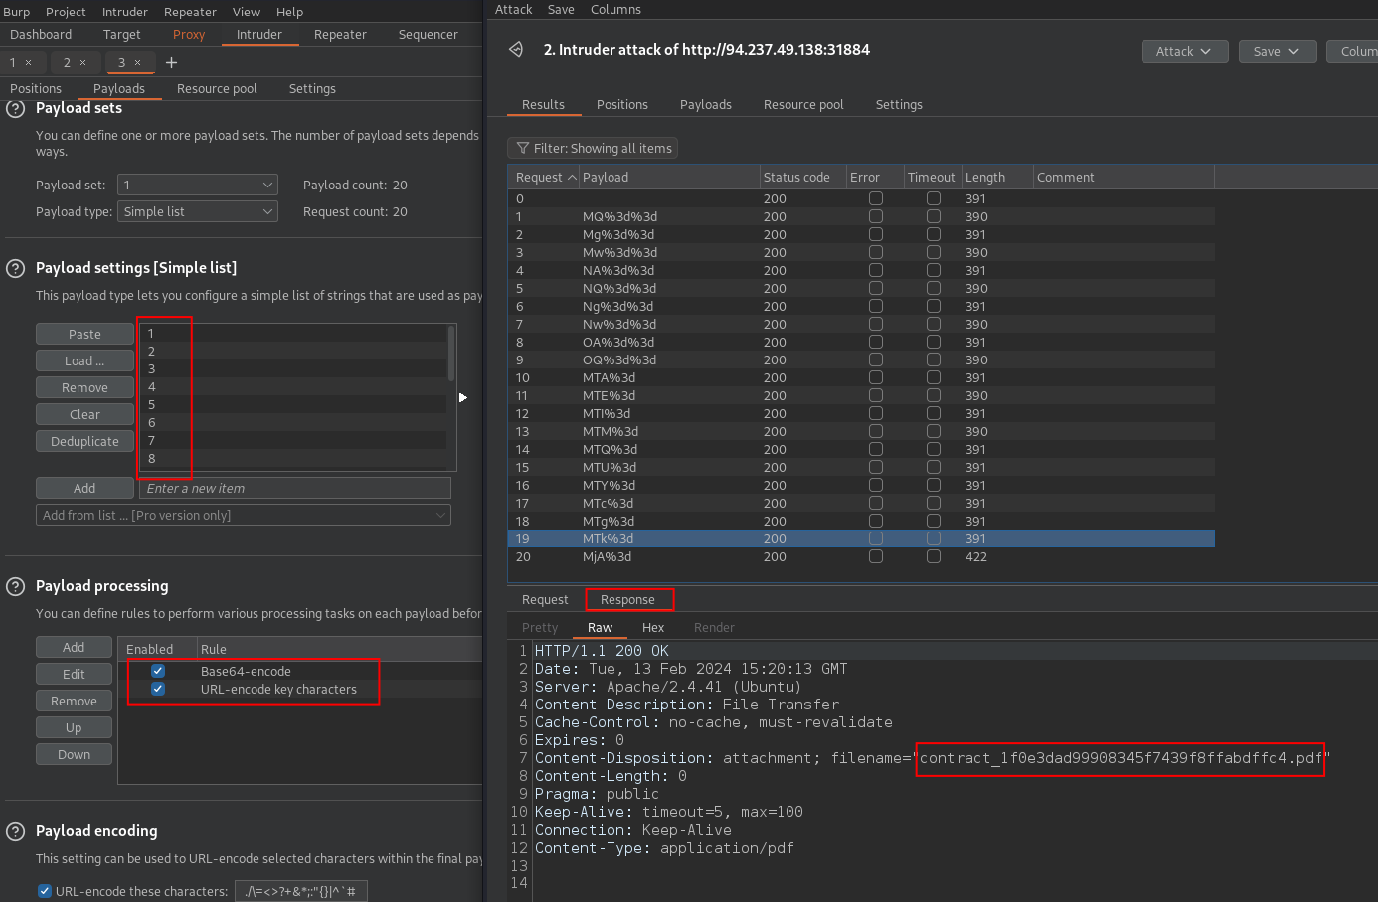 Burp Project Intruder Repeater View Help
Dashboard Target Proxy Intruder Repeater Sequencer
1 × 2 × 3 × +
Positions Payloads Resource pool Settings
Payload sets
You can define one or more payload sets. The number of payload sets depends
ways.
Payload set: 1 Payload count: 20
Payload type: Simple list Request count: 20
Payload settings [Simple list]
This payload type lets you configure a simple list of strings that are used as pay
Paste
Load ...
Remove
Clear
Deduplicate
1
2
3
4
5
6
7
8
Add Enter a new item
Add from list ... [Pro version only]
Payload processing
You can define rules to perform various processing tasks on each payload befor
Add
Edit
Remove
Up
Down
Enabled Rule
Base64-encode
URL-encode key characters
Payload encoding
This setting can be used to URL-encode selected characters within the final pay
URL-encode these characters: ./\=<>?+&*;:"{}|^`#
Attack Save Columns
2. Intruder attack of http://94.237.49.138:31884
Attack Save Colum
Results Positions Payloads Resource pool Settings
Filter: Showing all items
Request Payload Status code Error Timeout Length Comment
0 200 391
1 MQ%3d%3d 200 390
2 Mg%3d%3d 200 391
3 Mw%3d%3d 200 390
4 NA%3d%3d 200 391
5 NQ%3d%3d 200 390
6 Ng%3d%3d 200 391
7 Nw%3d%3d 200 390
8 OA%3d%3d 200 391
9 OQ%3d%3d 200 390
10 MTA%3d 200 391
11 MTE%3d 200 390
12 MTI%3d 200 391
13 MTM%3d 200 390
14 MTQ%3d 200 391
15 MTU%3d 200 391
16 MTY%3d 200 391
17 MTc%3d 200 391
18 MTg%3d 200 391
19 MTk%3d 200 391
20 MjA%3d 200 422
Request Response
Pretty Raw Hex Render
1 HTTP/1.1 200 OK
2 Date: Tue, 13 Feb 2024 15:20:13 GMT
3 Server: Apache/2.4.41 (Ubuntu)
4 Content-Description: File Transfer
5 Cache-Control: no-cache, must-revalidate
6 Expires: 0
7 Content-Disposition: attachment; filename="contract_1f0e3dad99908345f7439f8ffabdffc4.pdf"
8 Content-Length: 0
9 Pragma: public
10 Keep-Alive: timeout=5, max=100
11 Connection: Keep-Alive
12 Content-Type: application/pdf
13
14